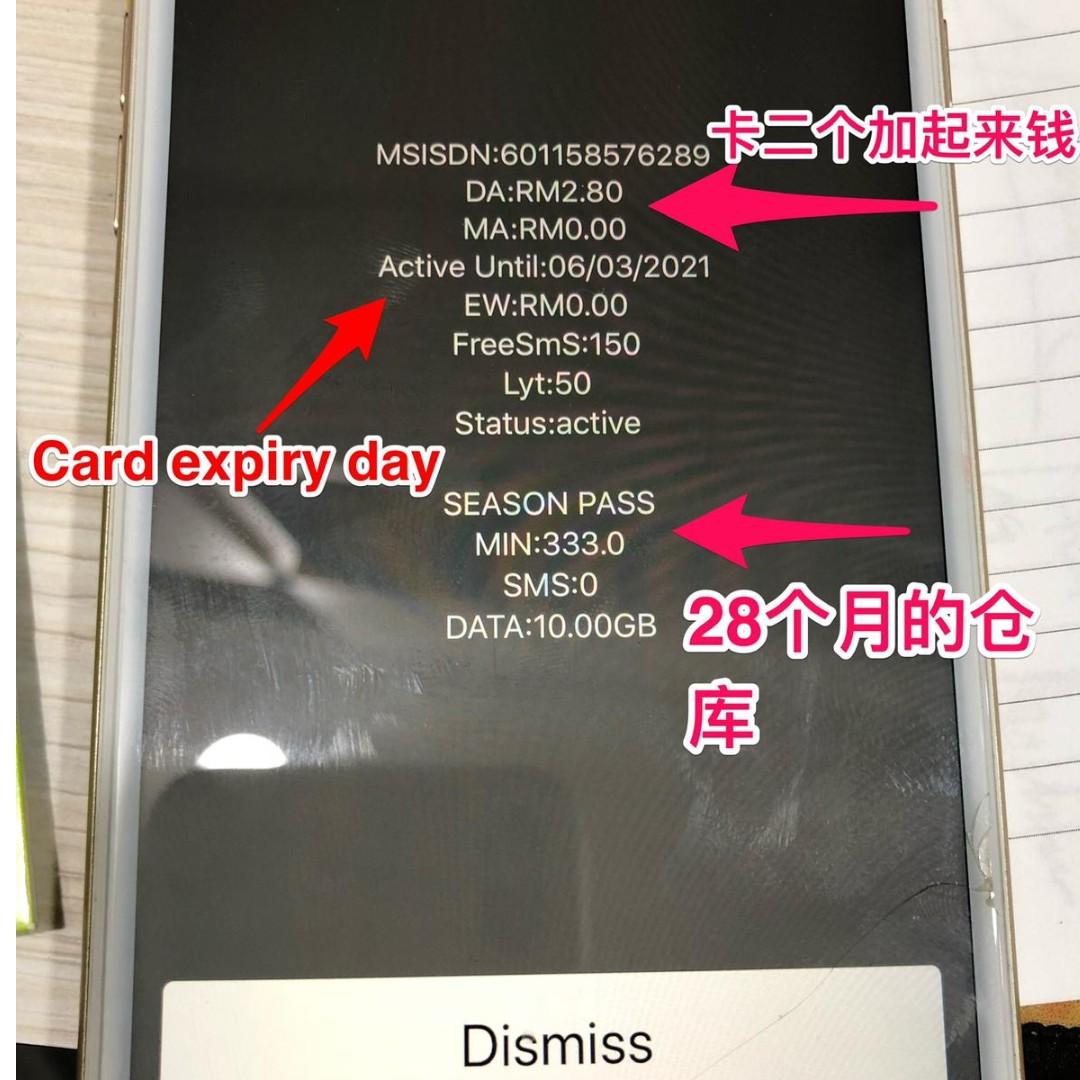 MSISDN:601158576289
卡二个加起来钱
DA:RM2.80
MA:RM0.00
Active Until:06/03/2021
EW:RM0.00
FreeSmS:150
Lyt:50
Status:active
Card expiry day
SEASON PASS
MIN:333.0
SMS:0
DATA:10.00GB
28个月的仓
库
Dismiss